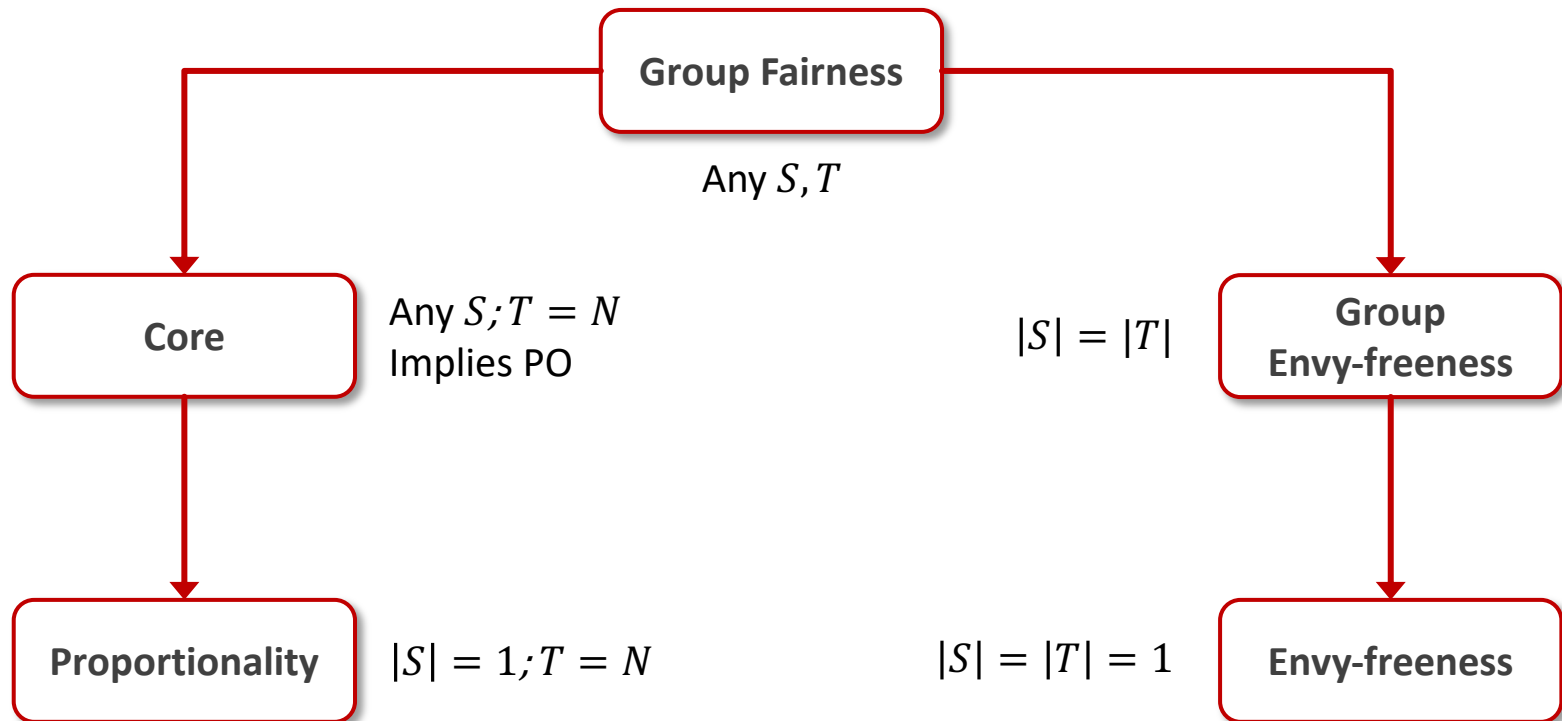 Group Fairness
Any S, T
Core
Any S; T = N
Implies PO
|S| = |T|
Group
Envy-freeness
Proportionality
|S| = 1; T = N
|S| = |T| = 1
Envy-freeness